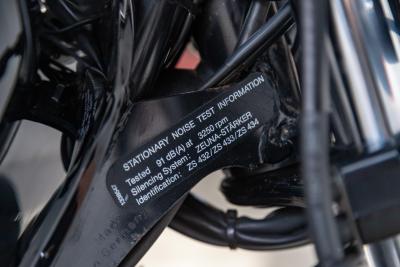 STATIONARY NOISE TEST INFORMATION
Tested 91 dB(A) at 3250 rpm
Silencing System: ZEUNA-STÄRKER
Identification: ZS 432 / ZS 433 / ZS 434